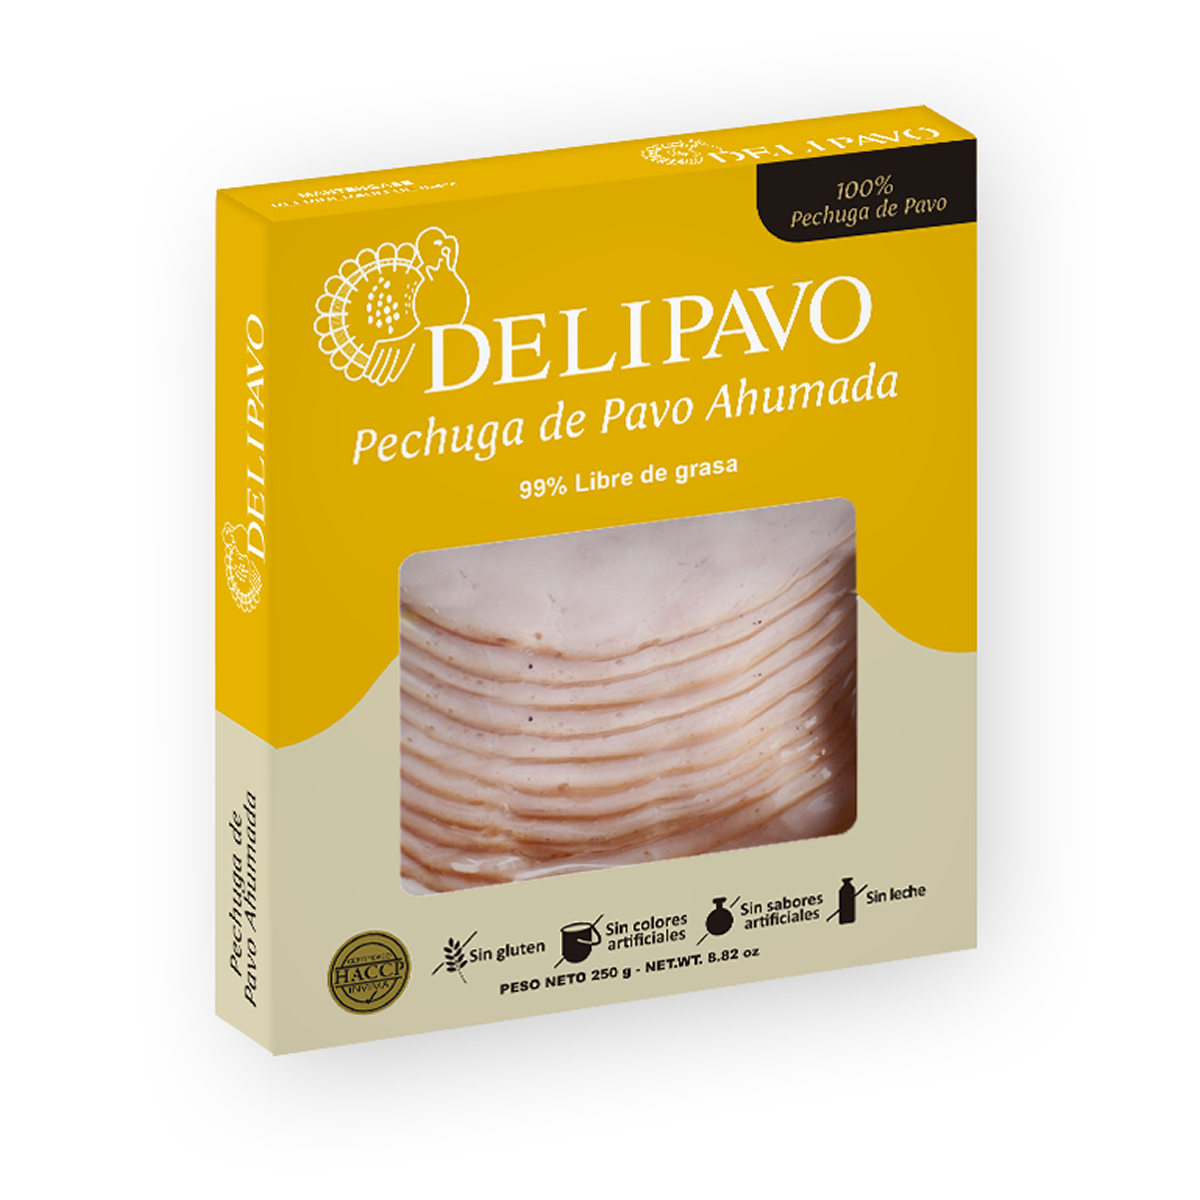 DELIPAVO
100%
Pechuga de Pavo
DELIPAVO
Pechuga de Pavo Ahumada
99% Libre de grasa
DELIPAVO
Pechuga de
Pavo Ahumada
CERTIFICADO
HACCP
INVIMA
Sin gluten
Sin colores
artificiales
Sin sabores
artificiales
Sin leche
PESO NETO 250 g - NET.WT. 8.82 oz